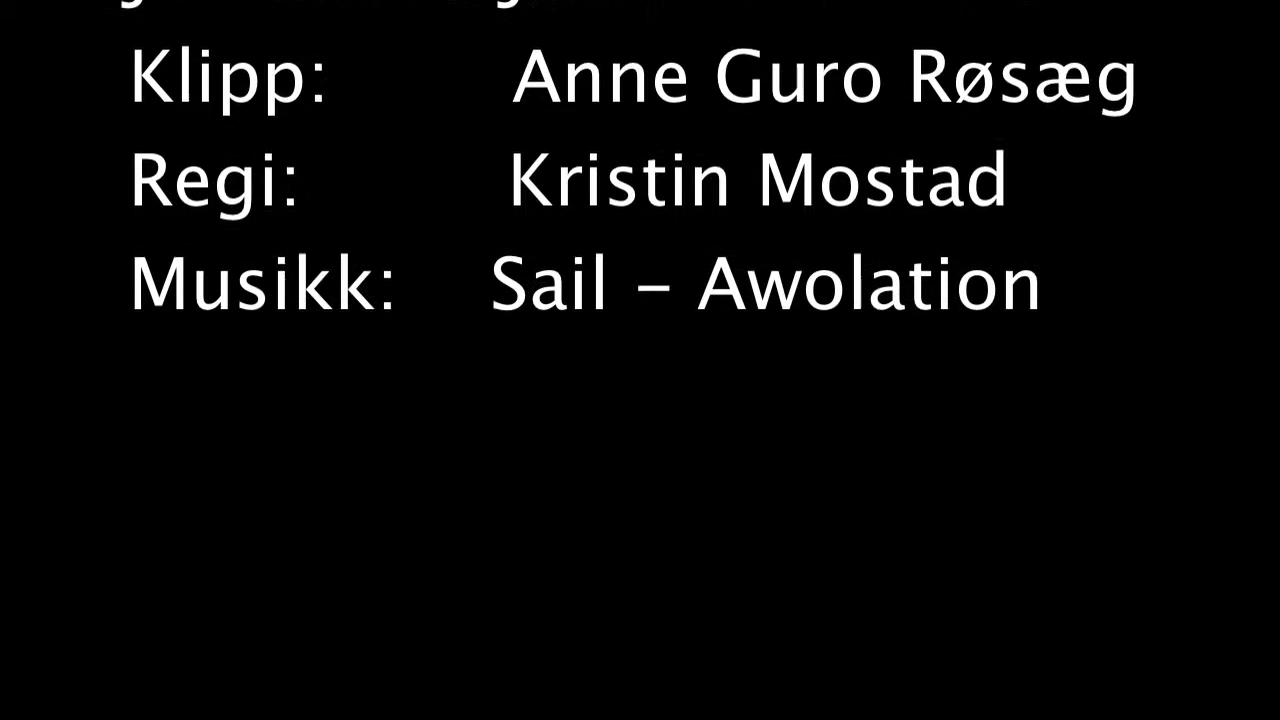 Klipp: Anne Guro Røsæg
Regi: Kristin Mostad
Musikk: Sail - Awolation